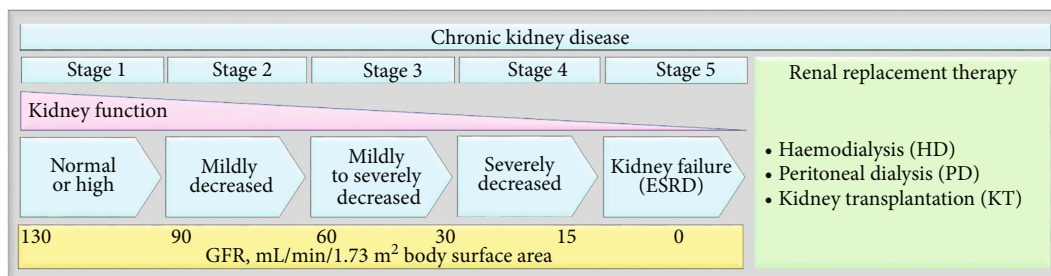 Chronic kidney disease
Stage 1
Stage 2
Stage 3
Stage 4
Stage 5
Renal replacement therapy
Kidney function
Normal
or high
Mildly
decreased
Mildly
to severely
decreased
Severely
decreased
Kidney failure
(ESRD)
• Haemodialysis (HD)
• Peritoneal dialysis (PD)
• Kidney transplantation (KT)
130 90 60 30 15 0
GFR, mL/min/1.73 m² body surface area